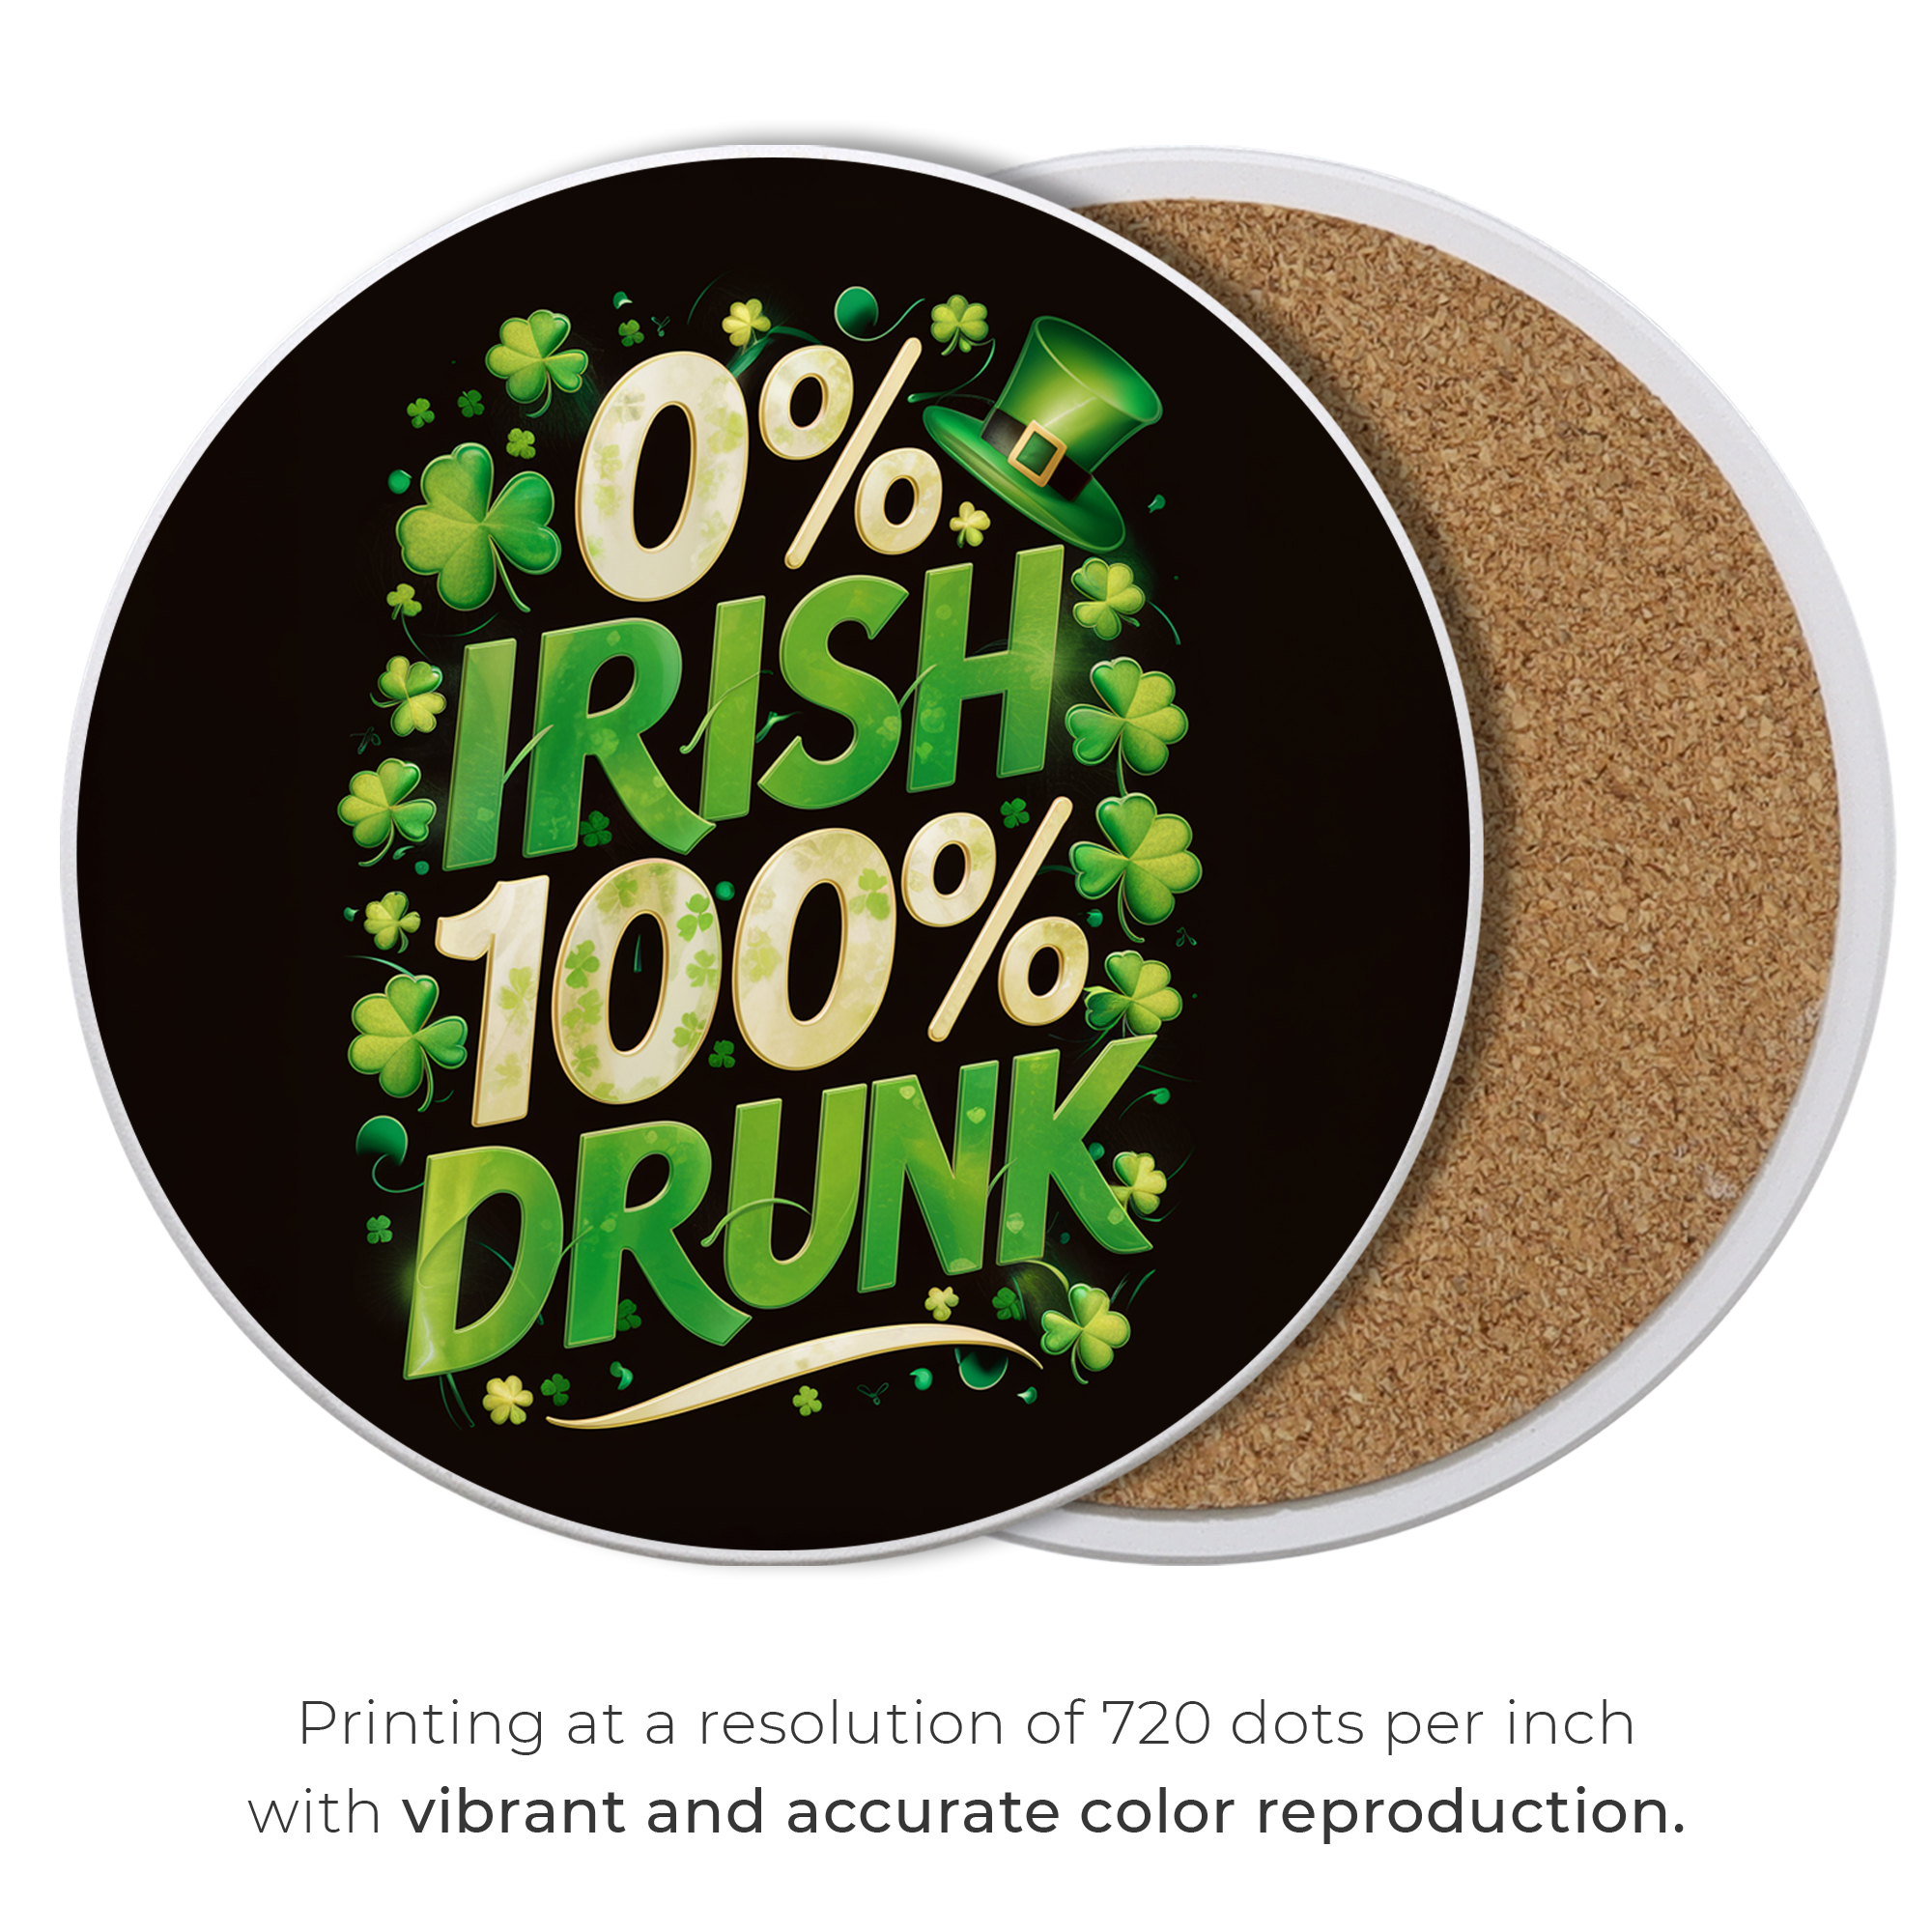 0%
IRISH
100%
DRUNK
Printing at a resolution of 720 dots per inch
with vibrant and accurate color reproduction.